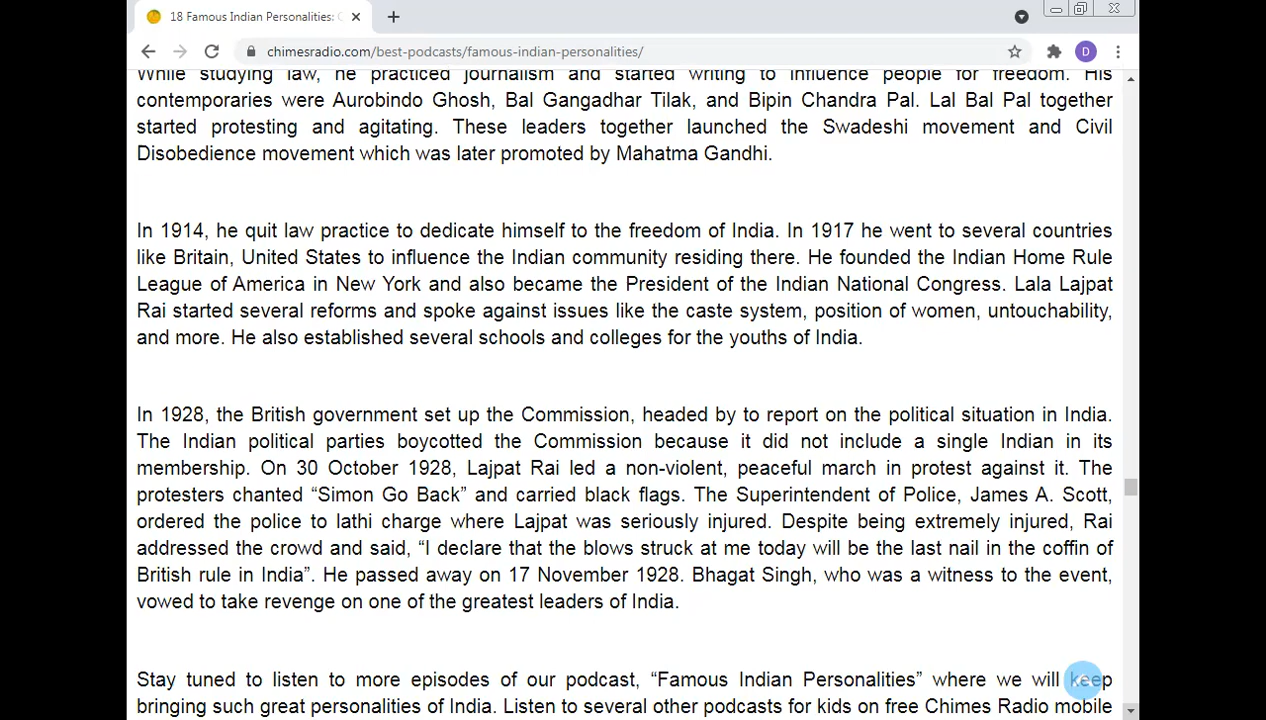 18 Famous Indian Personalities:
chimesradio.com/best-podcasts/famous-indian-personalities/
D
While studying law, he practiced journalism and started writing to influence people for freedom. His
contemporaries were Aurobindo Ghosh, Bal Gangadhar Tilak, and Bipin Chandra Pal. Lal Bal Pal together
started protesting and agitating. These leaders together launched the Swadeshi movement and Civil
Disobedience movement which was later promoted by Mahatma Gandhi.
In 1914, he quit law practice to dedicate himself to the freedom of India. In 1917 he went to several countries
like Britain, United States to influence the Indian community residing there. He founded the Indian Home Rule
League of America in New York and also became the President of the Indian National Congress. Lala Lajpat
Rai started several reforms and spoke against issues like the caste system, position of women, untouchability,
and more. He also established several schools and colleges for the youths of India.
In 1928, the British government set up the Commission, headed by to report on the political situation in India.
The Indian political parties boycotted the Commission because it did not include a single Indian in its
membership. On 30 October 1928, Lajpat Rai led a non-violent, peaceful march in protest against it. The
protesters chanted “Simon Go Back” and carried black flags. The Superintendent of Police, James A. Scott,
ordered the police to lathi charge where Lajpat was seriously injured. Despite being extremely injured, Rai
addressed the crowd and said, “I declare that the blows struck at me today will be the last nail in the coffin of
British rule in India”. He passed away on 17 November 1928. Bhagat Singh, who was a witness to the event,
vowed to take revenge on one of the greatest leaders of India.
Stay tuned to listen to more episodes of our podcast, “Famous Indian Personalities” where we will keep
bringing such great personalities of India. Listen to several other podcasts for kids on free Chimes Radio mobile